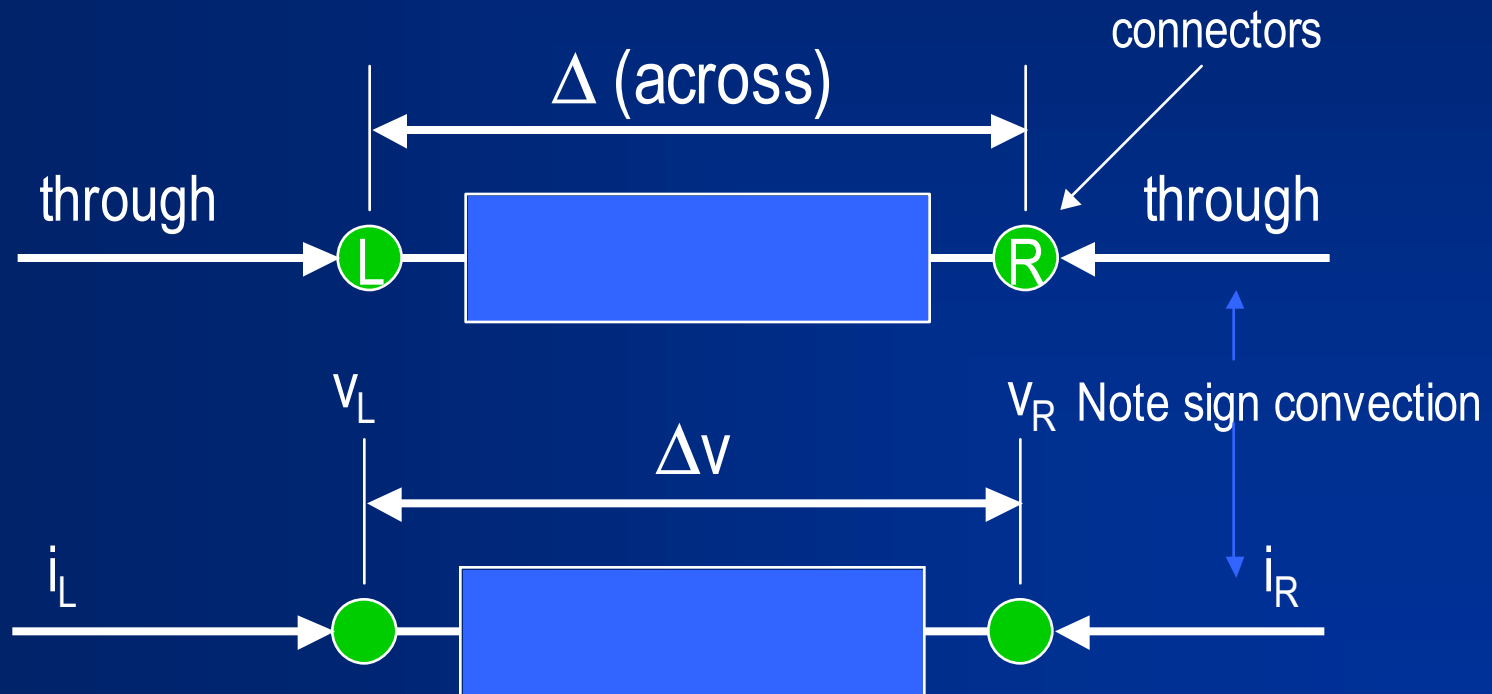 connectors
Δ (across)
through
through
L
R
vL
vR Note sign convection
Δv
iL
iR